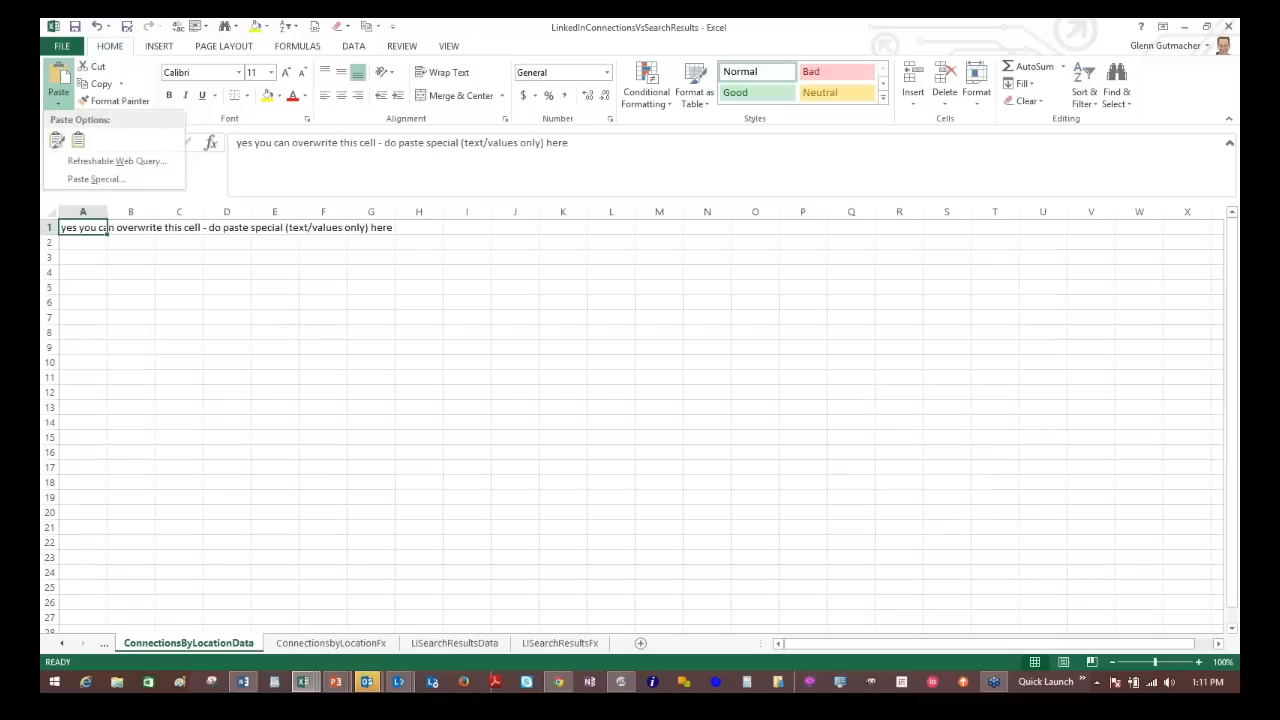 LinkedInConnectionsVsSearchResults - Excel
?
FILE HOME INSERT PAGE LAYOUT FORMULAS DATA REVIEW VIEW
Glenn Gutmacher
Paste
Cut
Copy
Format Painter
Calibri 11
B I U
Font
Wrap Text
Merge & Center
Alignment
General
$ % ,
Number
Conditional
Formatting
Format as
Table
Normal Bad
Good Neutral
Styles
Insert Delete Format
Cells
AutoSum
Fill
Clear
Sort &
Filter
Find &
Select
Editing
Paste Options:
Refreshable Web Query...
Paste Special...
fx yes you can overwrite this cell - do paste special (text/values only) here
A B C D E F G H I J K L M N O P Q R S T U V W X
1 yes you can overwrite this cell - do paste special (text/values only) here
2
3
4
5
6
7
8
9
10
11
12
13
14
15
16
17
18
19
20
21
22
23
24
25
26
27
28
... ConnectionsByLocationData ConnectionsbyLocationFx LISearchResultsData LISearchResultsFx
READY
100%
Quick Launch
1:11 PM